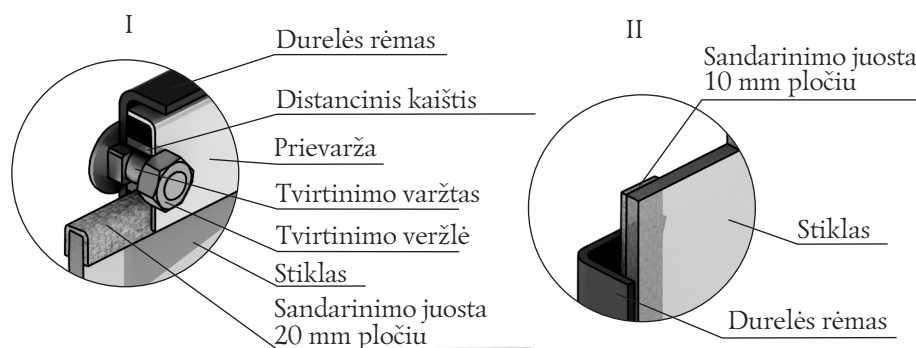 I
Durelės rėmas
Distancinis kaištis
Prievarža
Tvirtinimo varžtas
Tvirtinimo veržlė
Stiklas
Sandarinimo juosta
20 mm pločiu
II
Sandarinimo juosta
10 mm pločiu
Stiklas
Durelės rėmas